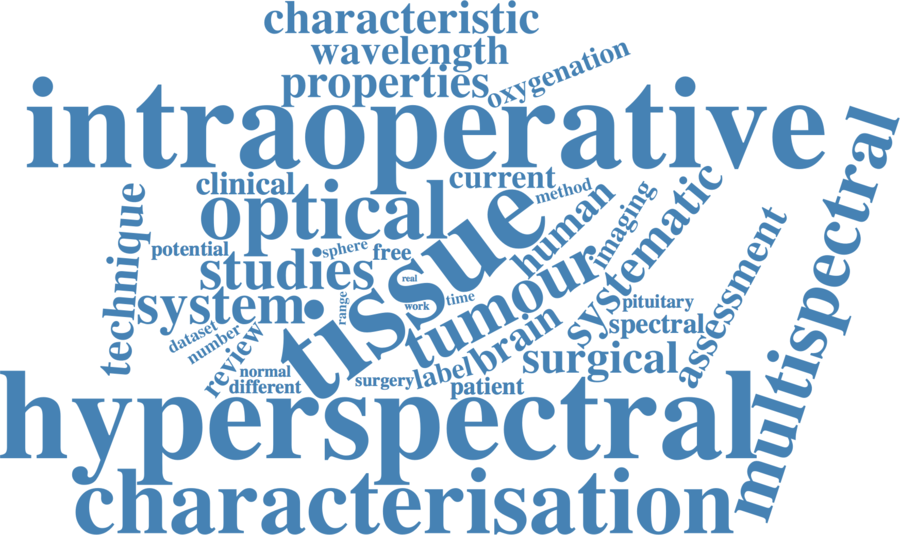 characteristic
wavelength
properties
oxygenation
intraoperative
multispectral
clinical
current
method
optical
tissue
human
imaging
systematic
technique
potential
sphere
free
studies
real
system
range
work
time
tumour
pituitary
assessment
dataset
number
review
brain
spectral
surgical
normal
different
surgery
label
patient
hyperspectral
characterisation